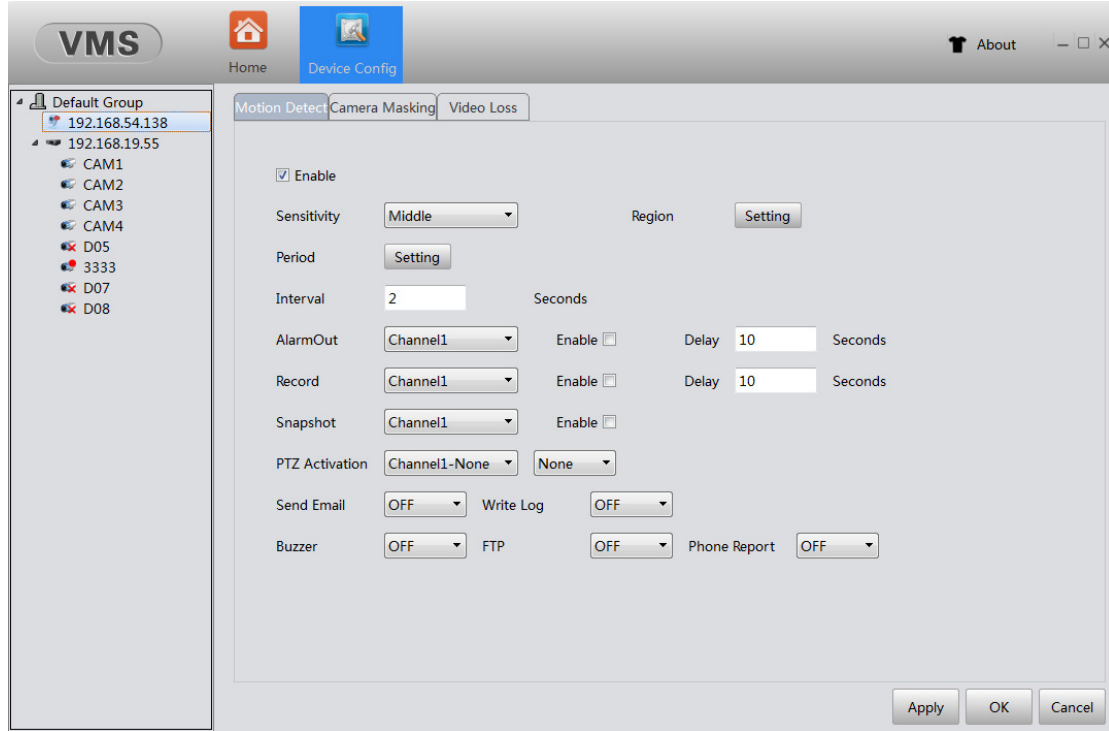 VMS
Home
Device Config
About
Default Group
192.168.54.138
192.168.19.55
CAM1
CAM2
CAM3
CAM4
D05
3333
D07
D08
Motion Detect Camera Masking Video Loss
Enable
Sensitivity Middle Region Setting
Period Setting
Interval 2 Seconds
AlarmOut Channel1 Enable Delay 10 Seconds
Record Channel1 Enable Delay 10 Seconds
Snapshot Channel1 Enable
PTZ Activation Channel1-None None
Send Email OFF Write Log OFF
Buzzer OFF FTP OFF Phone Report OFF
Apply OK Cancel